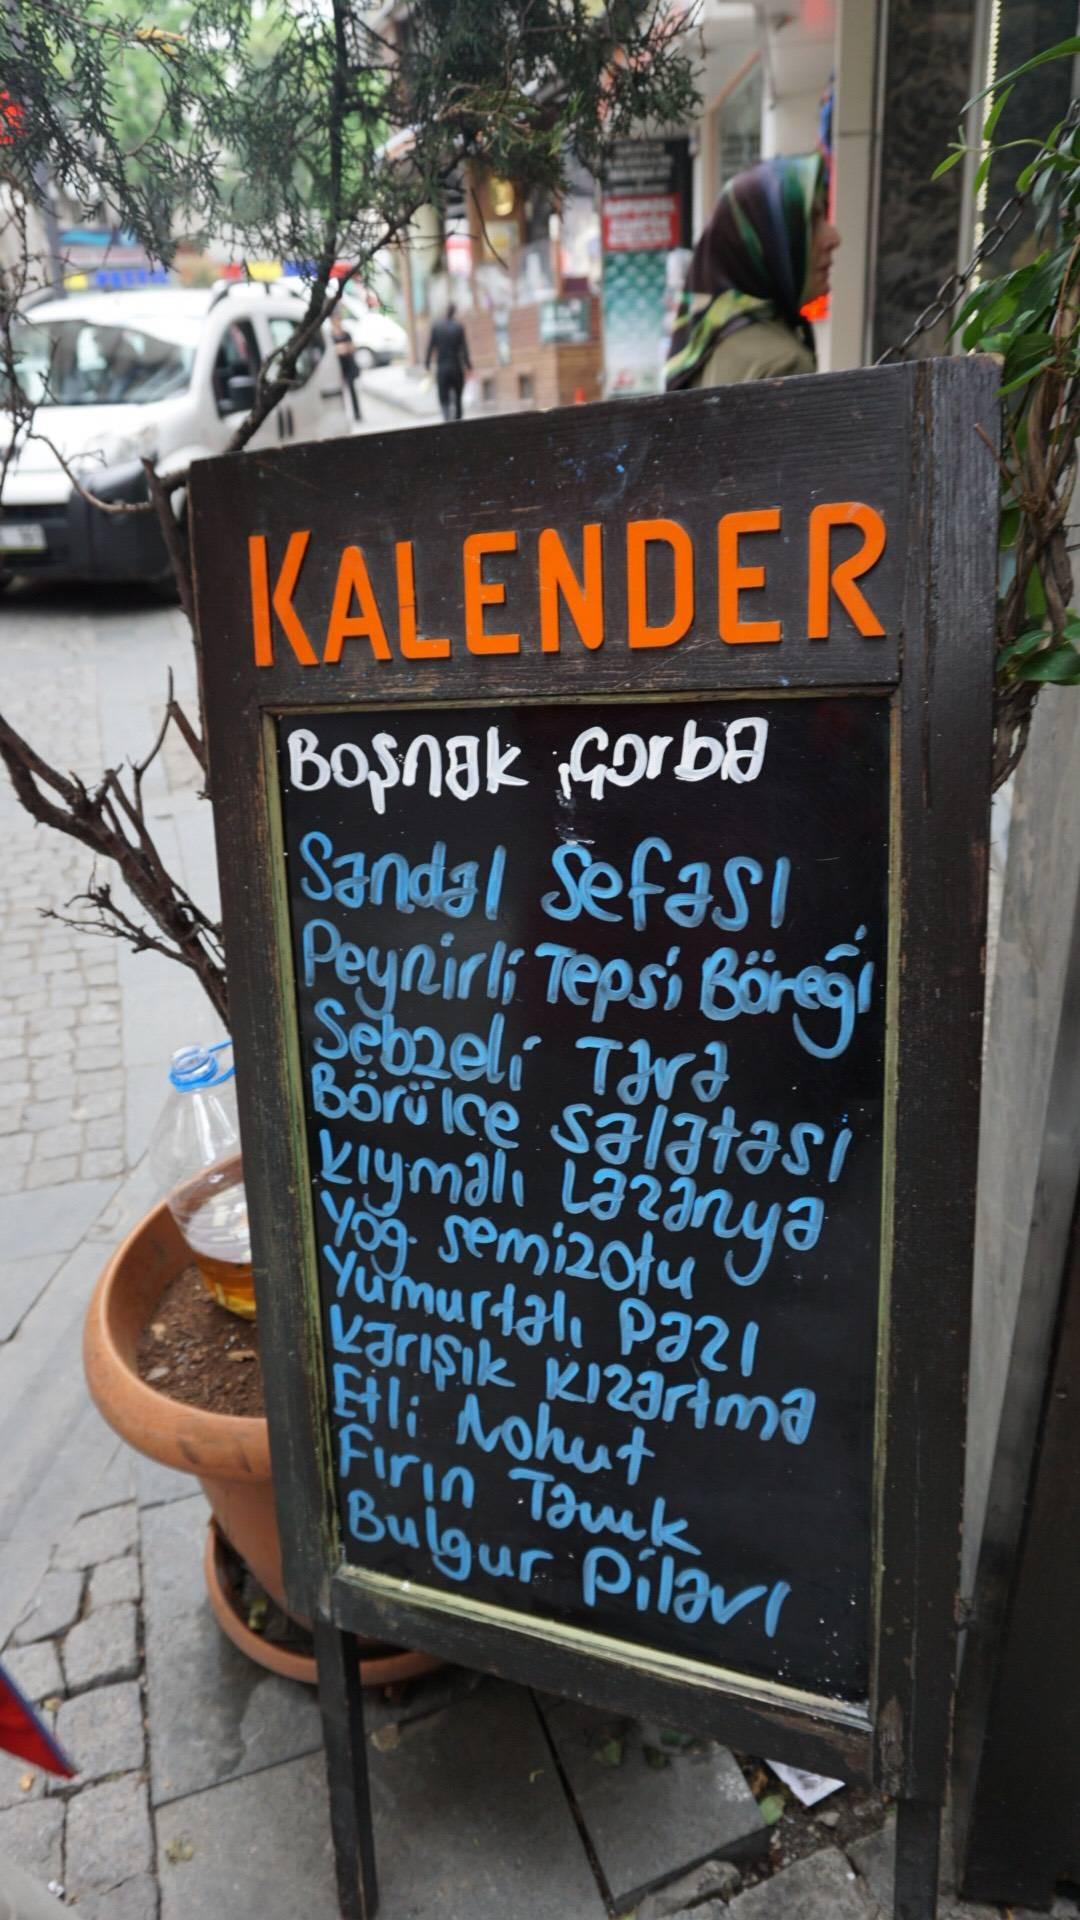 KALENDER
Boşnak Çorba
Sandal Sefası
Peynirli Tepsi Böreği
Sebzeli Tava
Börülce Salatası
Kıymalı Lazanya
Yoğ. Semizotu
Yumurtalı Pazı
Karışık Kızartma
Etli Nohut
Fırın Tavuk
Bulgur Pilavı